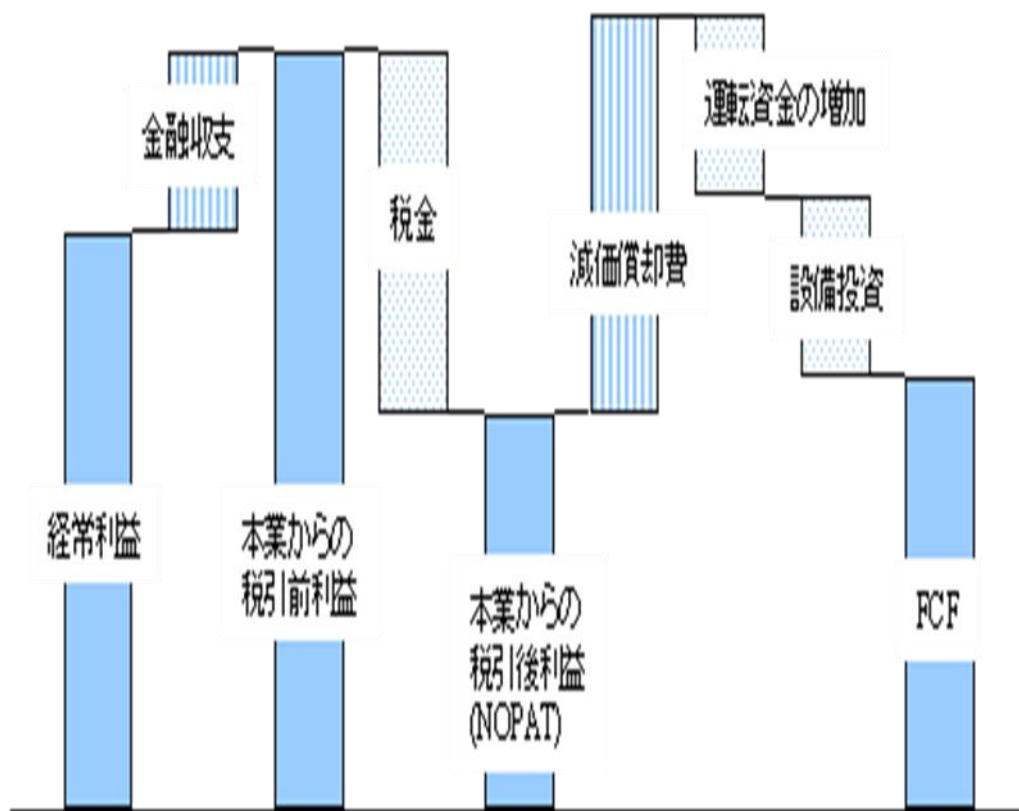 金融収支
運転資金の増加
税金
減価償却費
設備投資
経常利益
本業からの
税引前利益
本業からの
税引後利益
(NOPAT)
FCF